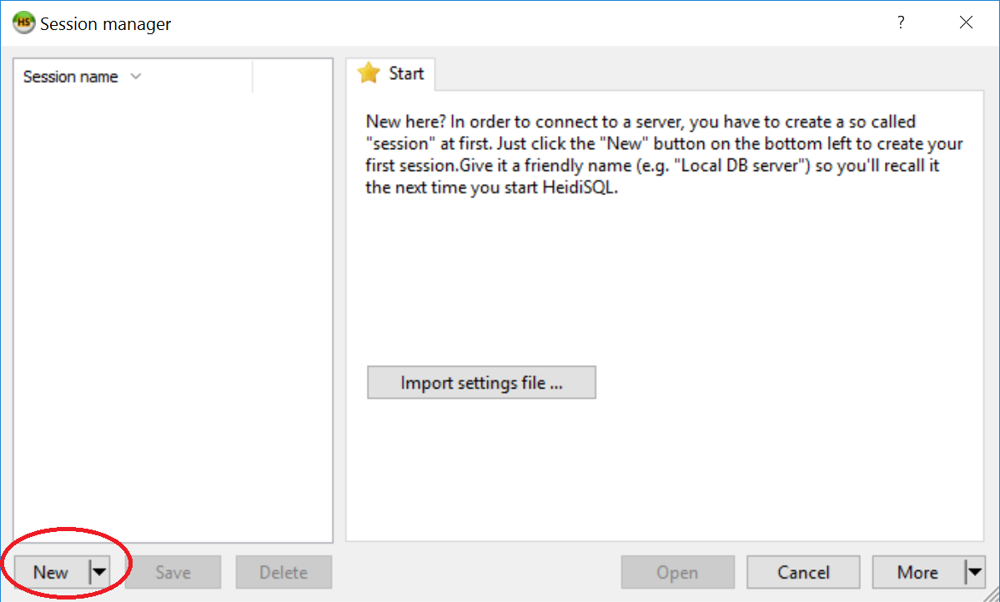 HS Session manager ?
Session name
Start
New here? In order to connect to a server, you have to create a so called
"session" at first. Just click the "New" button on the bottom left to create your
first session.Give it a friendly name (e.g. "Local DB server") so you'll recall it
the next time you start HeidiSQL.
Import settings file ...
New Save Delete Open Cancel More